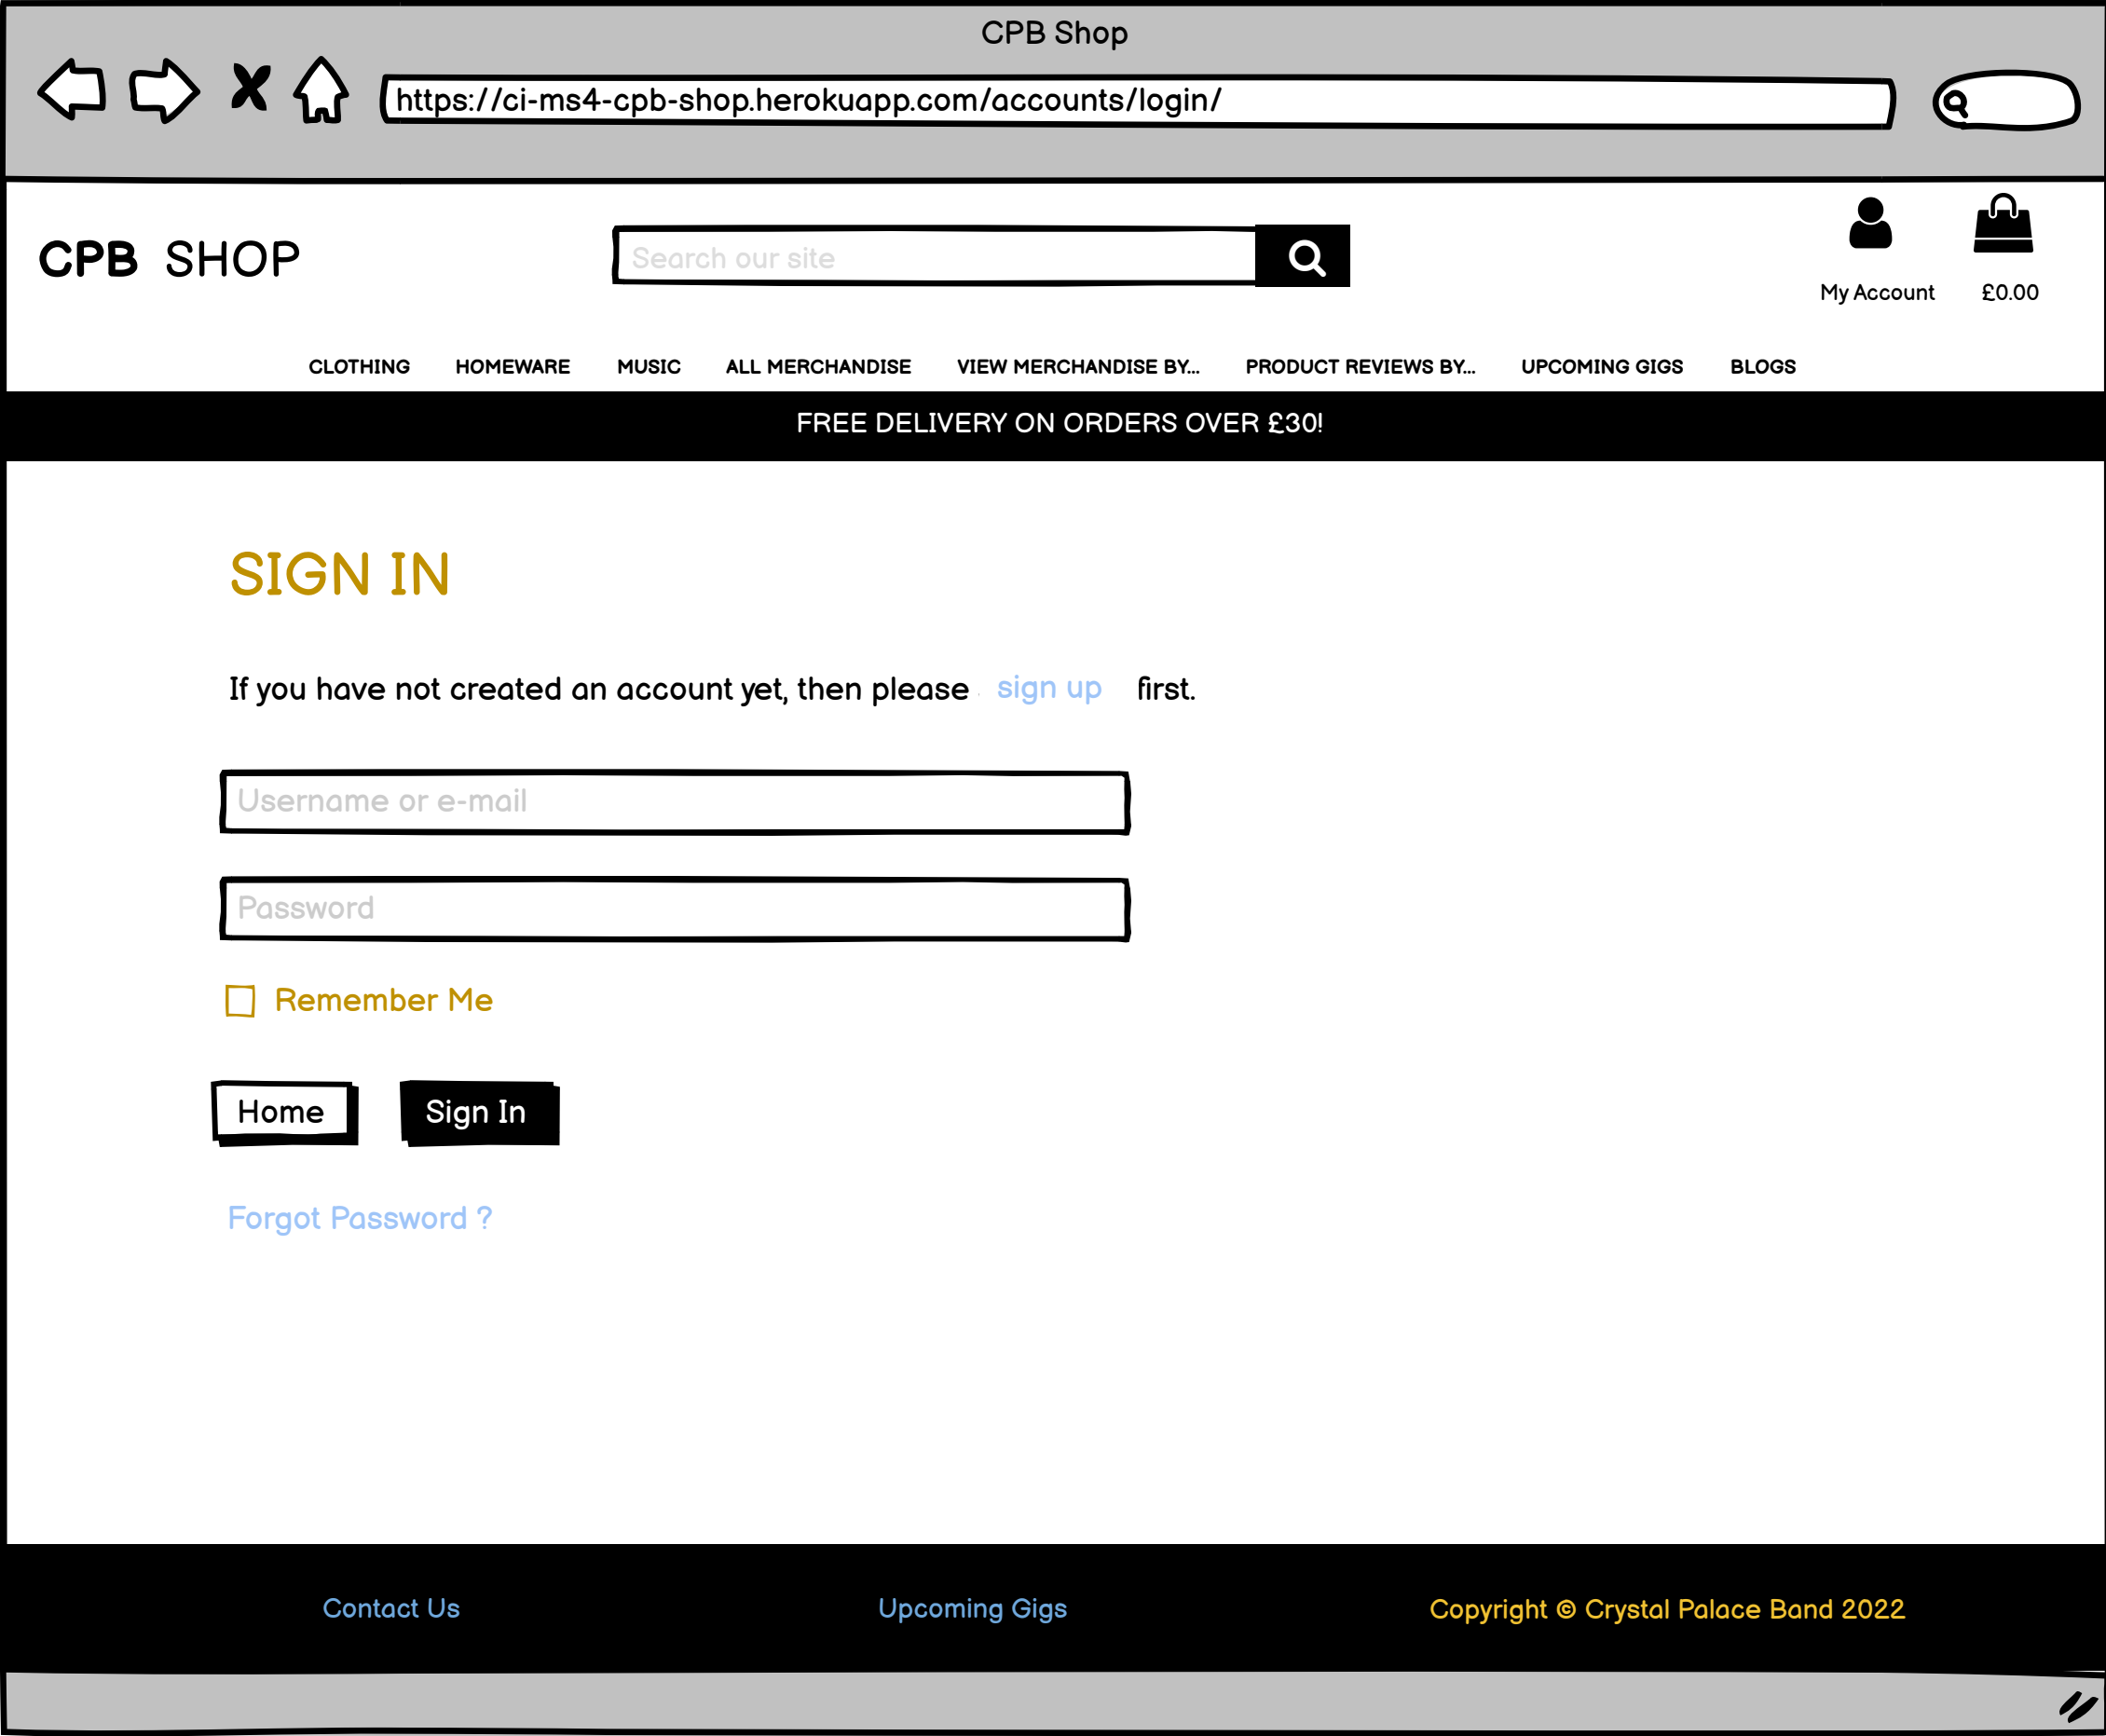 CPB Shop
https://ci-ms4-cpb-shop.herokuapp.com/accounts/login/
CPB SHOP
Search our site
My Account £0.00
CLOTHING HOMEWARE MUSIC ALL MERCHANDISE VIEW MERCHANDISE BY... PRODUCT REVIEWS BY... UPCOMING GIGS BLOGS
FREE DELIVERY ON ORDERS OVER £30!
SIGN IN
If you have not created an account yet, then please sign up first.
Username or e-mail
Password
Remember Me
Home Sign In
Forgot Password ?
Contact Us Upcoming Gigs Copyright © Crystal Palace Band 2022